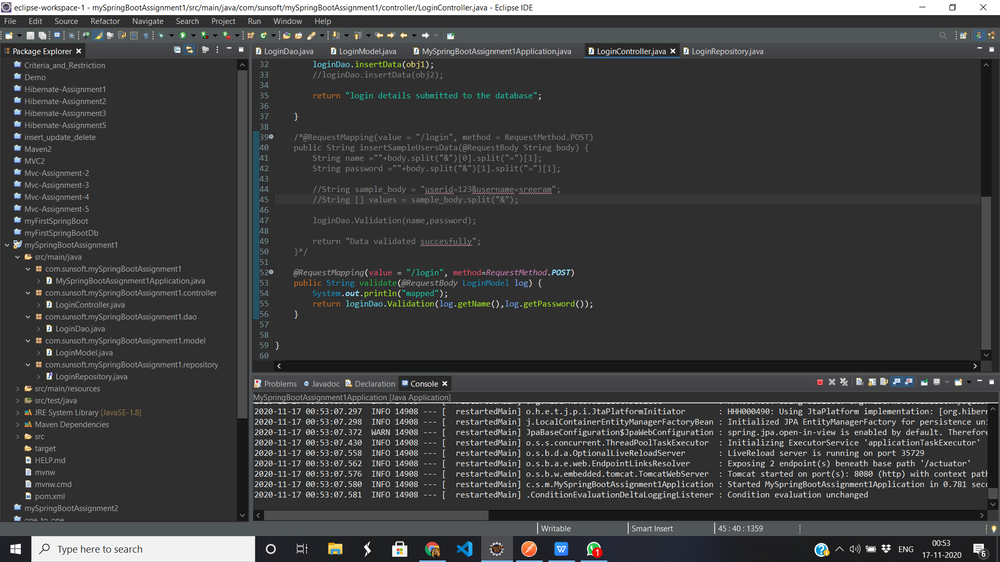 eclipse-workspace-1 - mySpringBootAssignment1/src/main/java/com/sunsoft/mySpringBootAssignment1/controller/LoginController.java - Eclipse IDE
File Edit Source Refactor Navigate Search Project Run Window Help
Package Explorer
Criteria_and_Restriction
Demo
Hibernate-Assignment1
Hibernate-Assignment2
Hibernate-Assignment3
Hibernate-Assignment5
insert_update_delete
Maven2
MVC2
Mvc-Assignment-2
Mvc-Assignment-3
Mvc-Assignment-4
Mvc-Assignment-5
myFirstSpringBoot
myFirstSpringBootDb
mySpringBootAssignment1
src/main/java
com.sunsoft.mySpringBootAssignment1
MySpringBootAssignment1Application.java
com.sunsoft.mySpringBootAssignment1.controller
LoginController.java
com.sunsoft.mySpringBootAssignment1.dao
LoginDao.java
com.sunsoft.mySpringBootAssignment1.model
LoginModel.java
com.sunsoft.mySpringBootAssignment1.repository
LoginRepository.java
src/main/resources
src/test/java
JRE System Library [JavaSE-1.8]
Maven Dependencies
src
target
HELP.md
mvnw
mvnw.cmd
pom.xml
mySpringBootAssignment2
one_to_one
LoginDao.java LoginModel.java MySpringBootAssignment1Application.java LoginController.java LoginRepository.java
32 loginDao.insertData(obj1);
33 //loginDao.insertData(obj2);
34
35 return "login details submitted to the database";
36
37 }
38
39 /*@RequestMapping(value = "/login", method = RequestMethod.POST)
40 public String insertSampleUsersData(@RequestBody String body) {
41 String name =""+body.split("&")[0].split("=")[1];
42 String password =""+body.split("&")[1].split("=")[1];
43
44 //String sample_body = "userid=123&username=sreeram";
45 //String [] values = sample_body.split("&");
46
47 loginDao.Validation(name,password);
48
49 return "Data validated succesfully";
50 }*/
51
52 @RequestMapping(value = "/login", method=RequestMethod.POST)
53 public String validate(@RequestBody LoginModel log) {
54 System.out.println("mapped");
55 return loginDao.Validation(log.getName(),log.getPassword());
56 }
57
58
59 }
60
Problems Javadoc Declaration Console
MySpringBootAssignment1Application [Java Application]
2020-11-17 00:53:07.297 INFO 14908 --- [ restartedMain] o.h.e.t.j.p.i.JtaPlatformInitiator : HHH000490: Using JtaPlatform implementation: [org.hiber
2020-11-17 00:53:07.298 INFO 14908 --- [ restartedMain] j.LocalContainerEntityManagerFactoryBean : Initialized JPA EntityManagerFactory for persistence uni
2020-11-17 00:53:07.372 WARN 14908 --- [ restartedMain] JpaBaseConfiguration$JpaWebConfiguration : spring.jpa.open-in-view is enabled by default. Therefore
2020-11-17 00:53:07.430 INFO 14908 --- [ restartedMain] o.s.s.concurrent.ThreadPoolTaskExecutor : Initializing ExecutorService 'applicationTaskExecutor'
2020-11-17 00:53:07.558 INFO 14908 --- [ restartedMain] o.s.b.d.a.OptionalLiveReloadServer : LiveReload server is running on port 35729
2020-11-17 00:53:07.562 INFO 14908 --- [ restartedMain] o.s.b.a.e.web.EndpointLinksResolver : Exposing 2 endpoint(s) beneath base path '/actuator'
2020-11-17 00:53:07.576 INFO 14908 --- [ restartedMain] o.s.b.w.embedded.tomcat.TomcatWebServer : Tomcat started on port(s): 8080 (http) with context path
2020-11-17 00:53:07.580 INFO 14908 --- [ restartedMain] c.s.m.MySpringBootAssignment1Application : Started MySpringBootAssignment1Application in 0.781 seco
2020-11-17 00:53:07.581 INFO 14908 --- [ restartedMain] .ConditionEvaluationDeltaLoggingListener : Condition evaluation unchanged
Writable Smart Insert 45 : 40 : 1359
Type here to search
1
ENG
00:53
17-11-2020
6